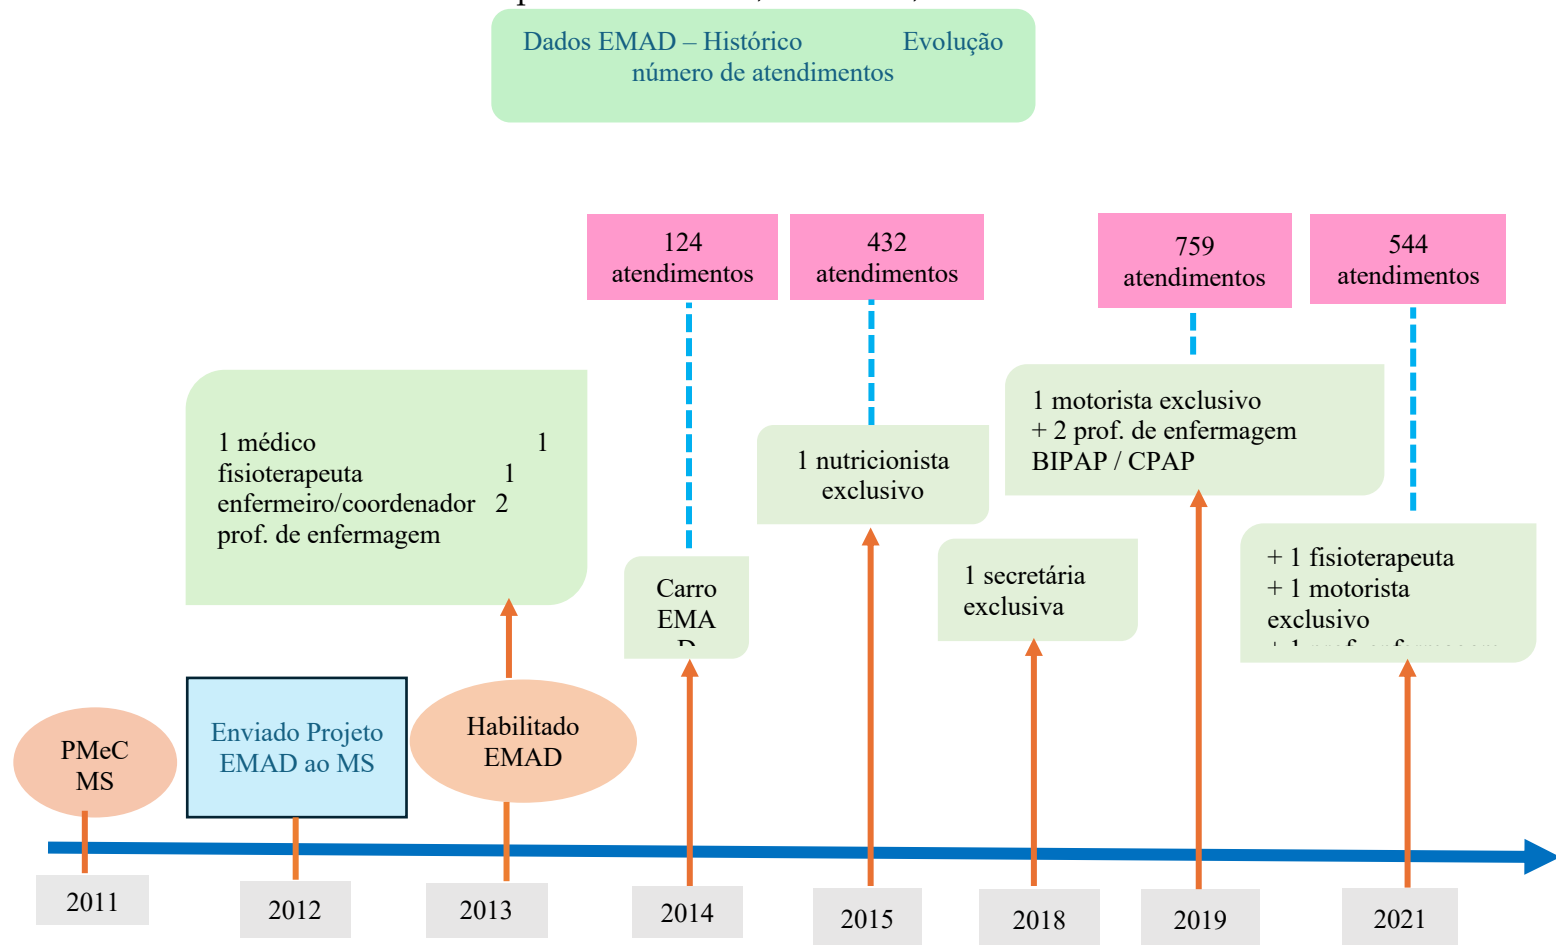 Dados EMAD – Histórico Evolução
número de atendimentos
124
atendimentos
432
atendimentos
759
atendimentos
544
atendimentos
1 médico 1
fisioterapeuta 1
enfermeiro/coordenador 2
prof. de enfermagem
Carro
EMA
1 nutricionista
exclusivo
1 secretária
exclusiva
1 motorista exclusivo
+ 2 prof. de enfermagem
BIPAP / CPAP
+ 1 fisioterapeuta
+ 1 motorista
exclusivo
PMeC
MS
Enviado Projeto
EMAD ao MS
Habilitado
EMAD
2011
2012
2013
2014
2015
2018
2019
2021